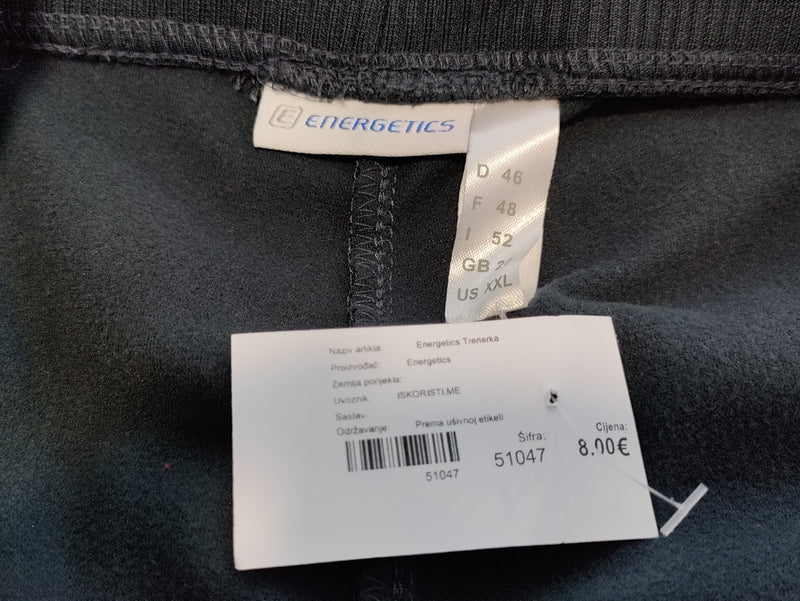 E ENERGETICS
D 46
F 48
I 52
GB
US XXL
Naziv artikla: Energetics Trenerka
Proizvođač: Energetics
Zemlja porijekla:
Uvoznik: ISKORISTI.ME
Sastav:
Održavanje: Prema ušivnoj etiketi
51047
Šifra:
51047
Cijena:
8.00€